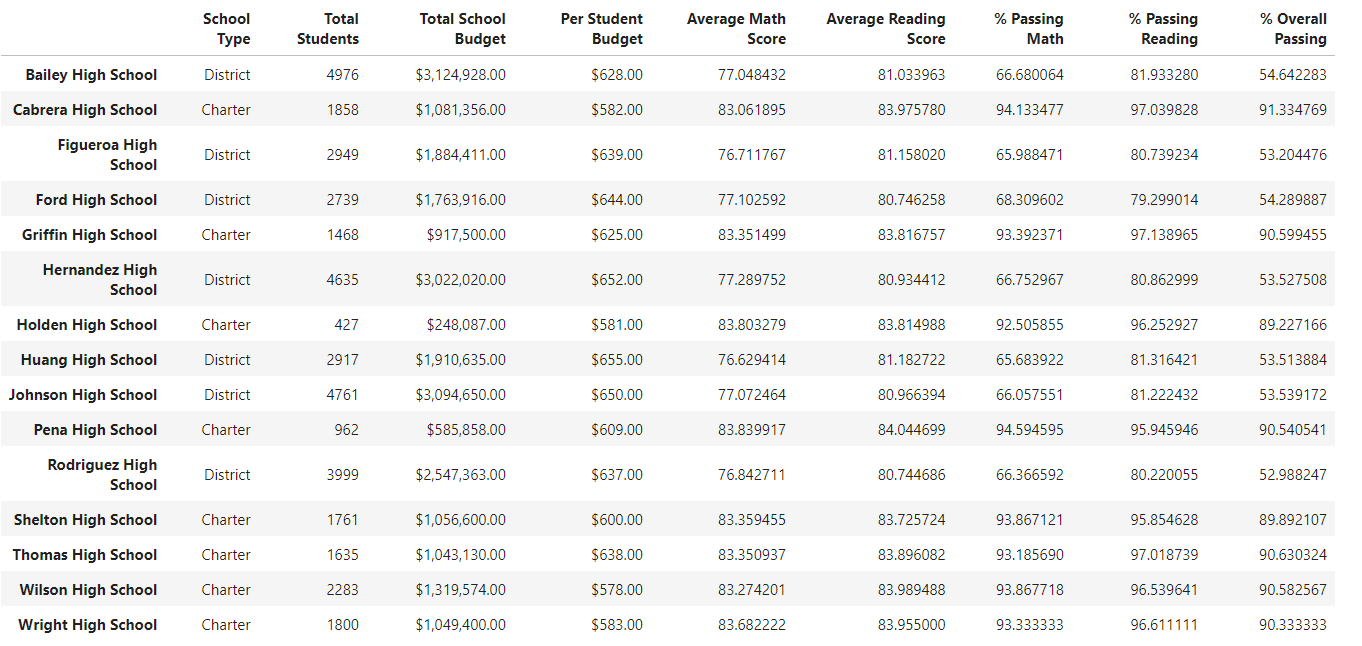 School Type Total Students Total School Budget Per Student Budget Average Math Score Average Reading Score % Passing Math % Passing Reading % Overall Passing
Bailey High School District 4976 $3,124,928.00 $628.00 77.048432 81.033963 66.680064 81.933280 54.642283
Cabrera High School Charter 1858 $1,081,356.00 $582.00 83.061895 83.975780 94.133477 97.039828 91.334769
Figueroa High School District 2949 $1,884,411.00 $639.00 76.711767 81.158020 65.988471 80.739234 53.204476
Ford High School District 2739 $1,763,916.00 $644.00 77.102592 80.746258 68.309602 79.299014 54.289887
Griffin High School Charter 1468 $917,500.00 $625.00 83.351499 83.816757 93.392371 97.138965 90.599455
Hernandez High School District 4635 $3,022,020.00 $652.00 77.289752 80.934412 66.752967 80.862999 53.527508
Holden High School Charter 427 $248,087.00 $581.00 83.803279 83.814988 92.505855 96.252927 89.227166
Huang High School District 2917 $1,910,635.00 $655.00 76.629414 81.182722 65.683922 81.316421 53.513884
Johnson High School District 4761 $3,094,650.00 $650.00 77.072464 80.966394 66.057551 81.222432 53.539172
Pena High School Charter 962 $585,858.00 $609.00 83.839917 84.044699 94.594595 95.945946 90.540541
Rodriguez High School District 3999 $2,547,363.00 $637.00 76.842711 80.744686 66.366592 80.220055 52.988247
Shelton High School Charter 1761 $1,056,600.00 $600.00 83.359455 83.725724 93.867121 95.854628 89.892107
Thomas High School Charter 1635 $1,043,130.00 $638.00 83.350937 83.896082 93.185690 97.018739 90.630324
Wilson High School Charter 2283 $1,319,574.00 $578.00 83.274201 83.989488 93.867718 96.539641 90.582567
Wright High School Charter 1800 $1,049,400.00 $583.00 83.682222 83.955000 93.333333 96.611111 90.333333